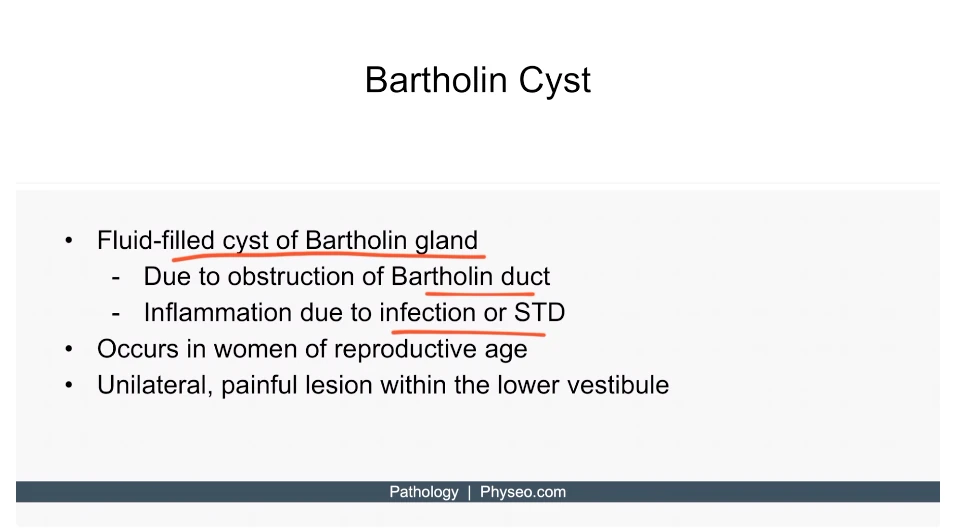 Bartholin Cyst
• Fluid-filled cyst of Bartholin gland
- Due to obstruction of Bartholin duct
- Inflammation due to infection or STD
• Occurs in women of reproductive age
• Unilateral, painful lesion within the lower vestibule
Pathology | Physeo.com